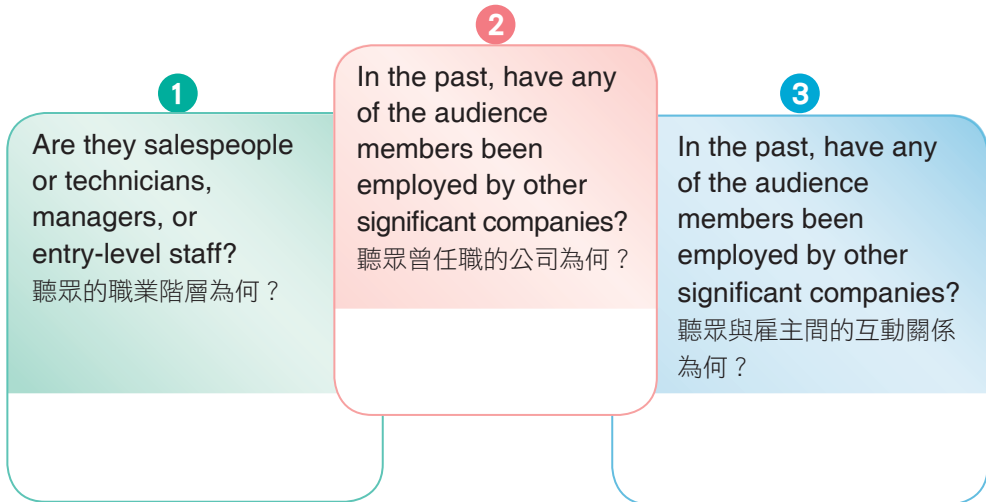 1
Are they salespeople
or technicians,
managers, or
entry-level staff?
聽眾的職業階層為何？
2
In the past, have any
of the audience
members been
employed by other
significant companies?
聽眾曾任職的公司為何？
3
In the past, have any
of the audience
members been
employed by other
significant companies?
聽眾與雇主間的互動關係
為何？